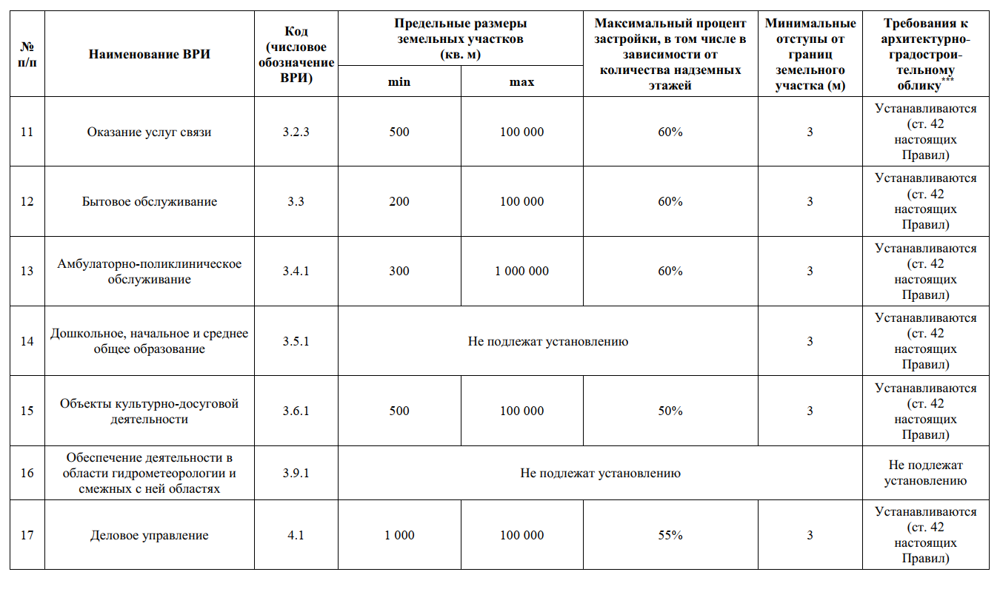 №
п/п
Наименование ВРИ
Код
(числовое
обозначение
ВРИ)
Предельные размеры
земельных участков
(кв. м)
min
max
Максимальный процент
застройки, в том числе в
зависимости от
количества надземных
этажей
Минимальные
отступы от
границ
земельного
участка (м)
Требования к
архитектурно-
градострои-
тельному
облику***
11
Оказание услуг связи
3.2.3
500
100 000
60%
3
Устанавливаются
(ст. 42
настоящих
Правил)
12
Бытовое обслуживание
3.3
200
100 000
60%
3
Устанавливаются
(ст. 42
настоящих
Правил)
13
Амбулаторно-поликлиническое
обслуживание
3.4.1
300
1 000 000
60%
3
Устанавливаются
(ст. 42
настоящих
Правил)
14
Дошкольное, начальное и среднее
общее образование
3.5.1
Не подлежат установлению
3
Устанавливаются
(ст. 42
настоящих
Правил)
15
Объекты культурно-досуговой
деятельности
3.6.1
500
100 000
50%
3
Устанавливаются
(ст. 42
настоящих
Правил)
16
Обеспечение деятельности в
области гидрометеорологии и
смежных с ней областях
3.9.1
Не подлежат установлению
Не подлежат
установлению
17
Деловое управление
4.1
1 000
100 000
55%
3
Устанавливаются
(ст. 42
настоящих
Правил)